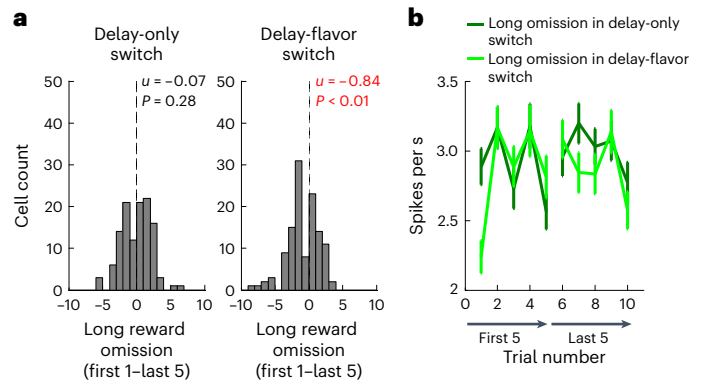 a
Delay-only
switch
Delay-flavor
switch
50
40
30
20
10
0
Cell count
u = −0.07
P = 0.28
−10 −5 0 5 10
Long reward
omission
(first 1–last 5)
50
40
30
20
10
0
u = −0.84
P < 0.01
−10 −5 0 5 10
Long reward
omission
(first 1–last 5)
b
Long omission in delay-only
switch
Long omission in delay-flavor
switch
3.5
3.0
2.5
2
Spikes per s
0 2 4 6 8 10
First 5 Last 5
Trial number